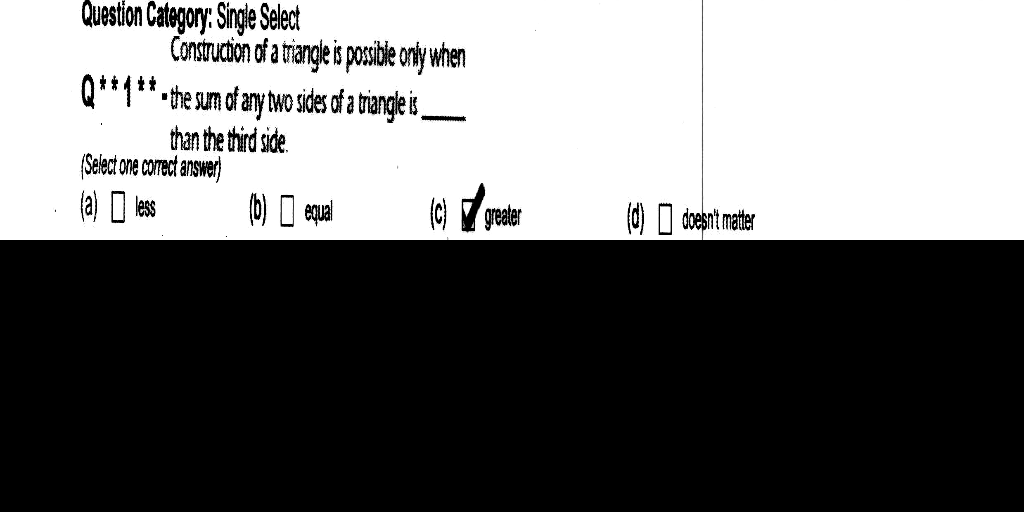 Question Category: Single Select
Construction of a triangle is possible only when
Q**1** - the sum of any two sides of a triangle is _____
than the third side.
(Select one correct answer)
(a) ☐ less (b) ☐ equal (c) ☑ greater (d) ☐ doesn't matter